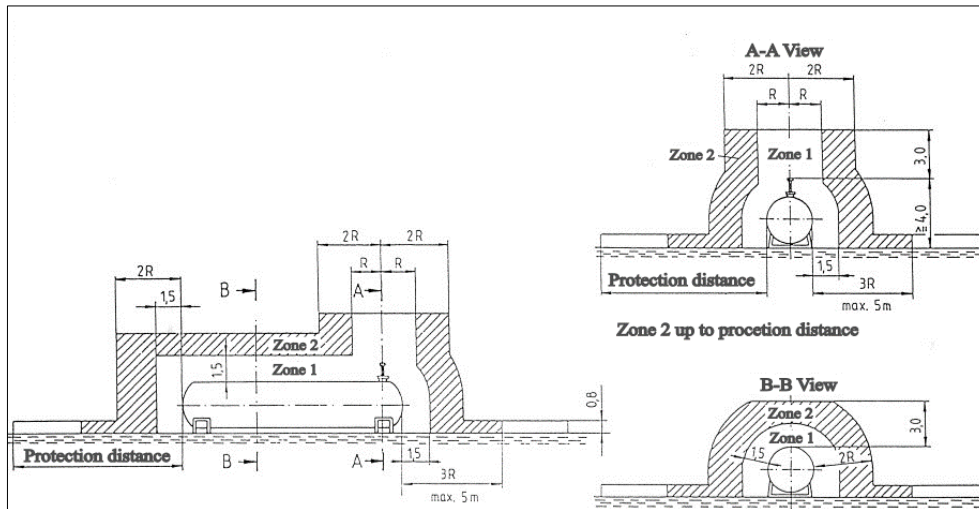 A-A View
2R 2R
R R
Zone 2
Zone 1
3,0
≥4,0
Protection distance
1,5
3R
max. 5m
Zone 2 up to procetion distance
2R 2R
R R
2R
1,5
B
A
Zone 2
Zone 1
1,5
0,8
Protection distance
B
A
1,5
3R
max. 5m
B-B View
Zone 2
Zone 1
1,5
2R
3,0